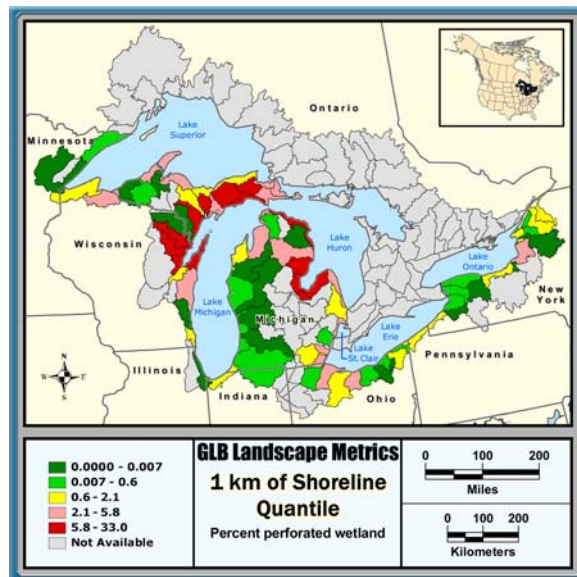 Ontario
Minnesota
Lake
Superior
Wisconsin
Lake
Huron
Lake
Ontario
Lake
Michigan
Michigan
New
York
Lake
Erie
Lake
St. Clair
Pennsylvania
N
W E
S
Illinois
Indiana
Ohio
GLB Landscape Metrics
1 km of Shoreline
Quantile
Percent perforated wetland
0.0000 - 0.007
0.007 - 0.6
0.6 - 2.1
2.1 - 5.8
5.8 - 33.0
Not Available
0 100 200
Miles
0 100 200
Kilometers